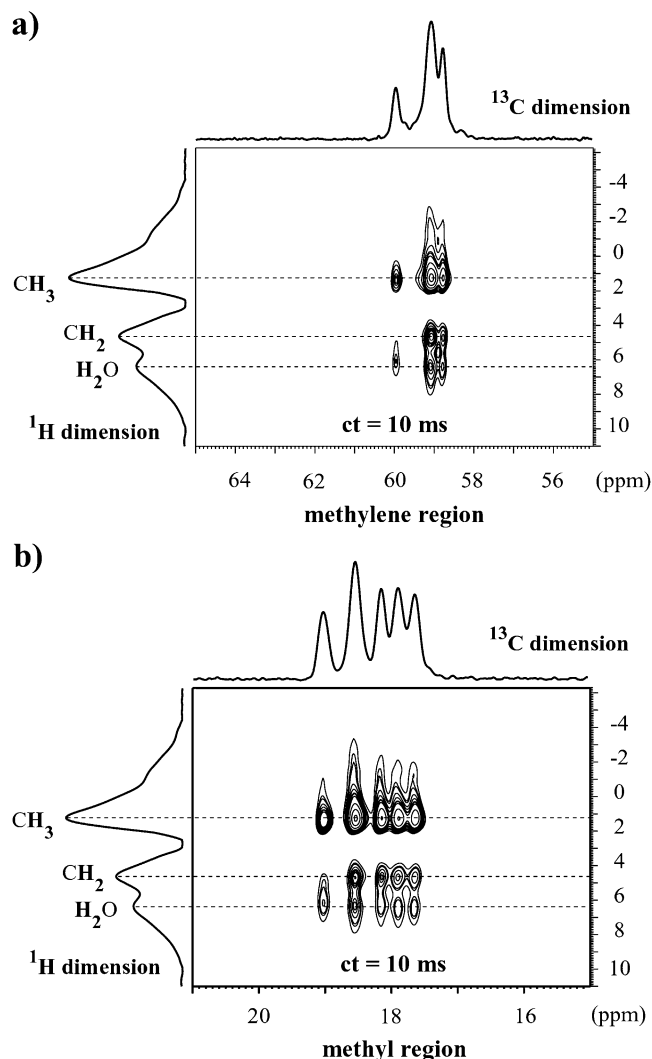 a)
¹³C dimension
-4
-2
0
2
4
6
8
10
CH₃
CH₂
H₂O
¹H dimension
ct = 10 ms
64 62 60 58 56 (ppm)
methylene region
b)
¹³C dimension
-4
-2
0
2
4
6
8
10
CH₃
CH₂
H₂O
¹H dimension
ct = 10 ms
20 18 16 (ppm)
methyl region